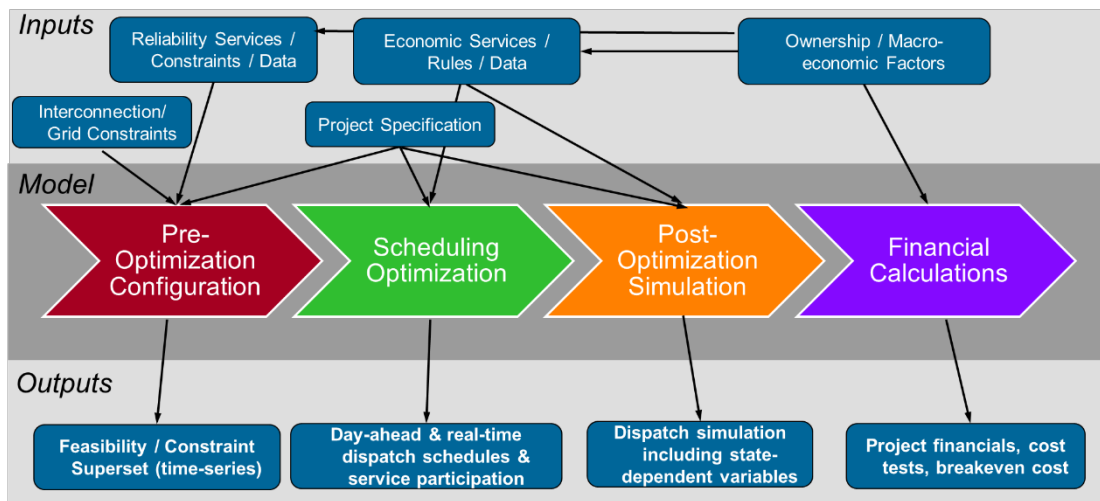 Inputs
Reliability Services /
Constraints / Data
Economic Services /
Rules / Data
Ownership / Macro-
economic Factors
Interconnection/
Grid Constraints
Project Specification
Model
Pre-
Optimization
Configuration
Scheduling
Optimization
Post-
Optimization
Simulation
Financial
Calculations
Outputs
Feasibility / Constraint
Superset (time-series)
Day-ahead & real-time
dispatch schedules &
service participation
Dispatch simulation
including state-
dependent variables
Project financials, cost
tests, breakeven cost